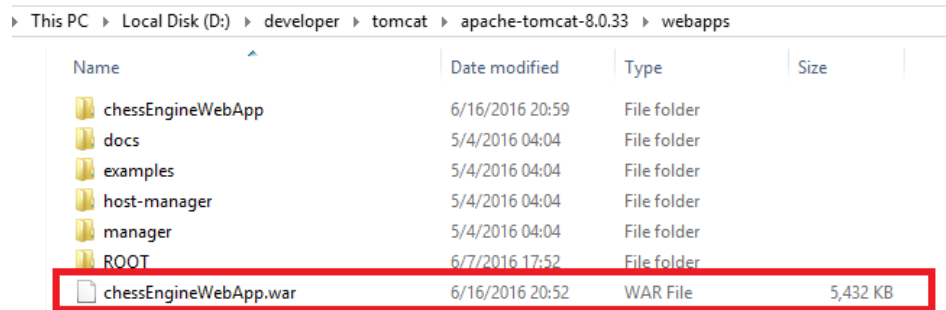 This PC Local Disk (D:) developer tomcat apache-tomcat-8.0.33 webapps
Name Date modified Type Size
chessEngineWebApp 6/16/2016 20:59 File folder
docs 5/4/2016 04:04 File folder
examples 5/4/2016 04:04 File folder
host-manager 5/4/2016 04:04 File folder
manager 5/4/2016 04:04 File folder
ROOT 6/7/2016 17:52 File folder
chessEngineWebApp.war 6/16/2016 20:52 WAR File 5,432 KB